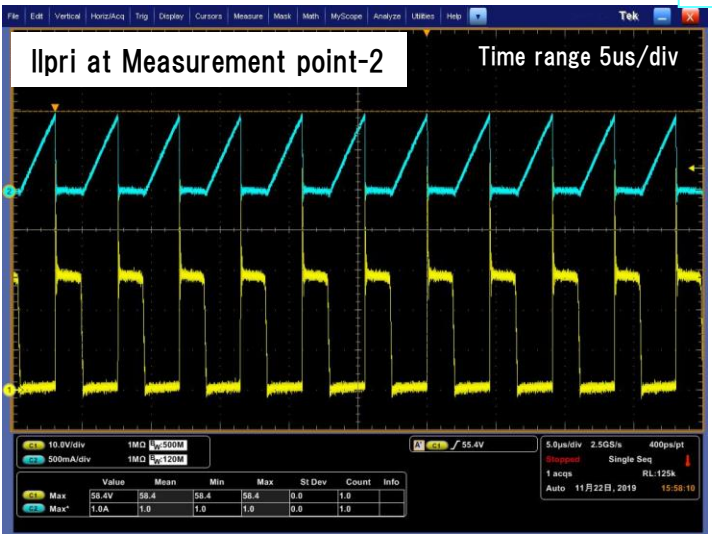 File Edit Vertical Horiz/Acq Trig Display Cursors Measure Mask Math MyScope Analyze Utilities Help Tek X
Ilpri at Measurement point-2
Time range 5us/div
2
1
C1 10.0V/div 1MΩ BW:500M
C2 500mA/div 1MΩ BW:120M
A' C1 / 55.4V
5.0μs/div 2.5GS/s 400ps/pt
Stopped Single Seq
1 acqs RL:125k
Auto 11月22日, 2019 15:58:10
Value Mean Min Max St Dev Count Info
C1 Max 58.4V 58.4 58.4 58.4 0.0 1.0
C2 Max* 1.0A 1.0 1.0 1.0 0.0 1.0